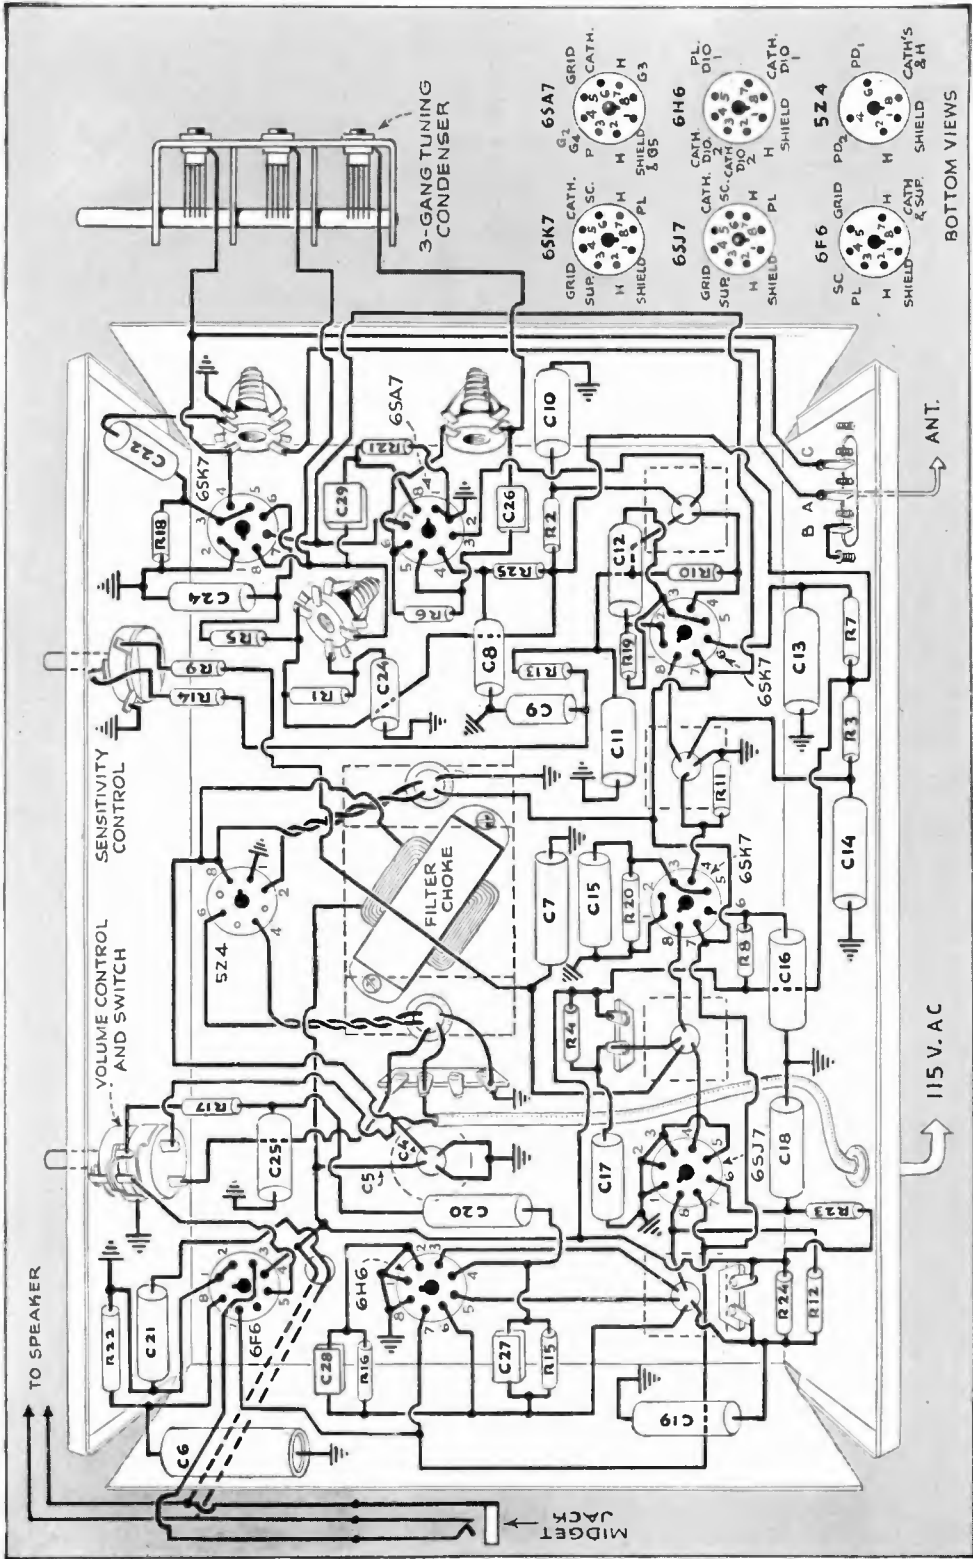 3-GANG TUNING
CONDENSER
6SK7
GRID
CATH.
SUP.
SC.
H
H
SHIELD
PL
6SA7
G2
G4
GRID
P
CATH.
H
H
SHIELD
& G5
G3
6SJ7
GRID
CATH.
SUP.
SC.
H
H
SHIELD
PL
6H6
CATH.
DIO.
2
PL.
DIO
1
CATH
DIO
2
CATH.
DIO
1
H
SHIELD
6F6
SC
GRID
PL
H
H
SHIELD
CATH
& SUP.
5Z4
PD2
PD1
H
SHIELD
CATH'S
& H
BOTTOM VIEWS
SENSITIVITY
CONTROL
VOLUME CONTROL
AND SWITCH
TO SPEAKER
MIDGET
JACK
115 V. AC
ANT.
C
A
B
C22
6SK7
R18
C24
R5
R9
R14
R21
6SA7
C29
C26
C10
R2
R25
R6
R1
C24
C8
R13
C9
C11
C12
R10
R19
6SK7
C13
R7
R3
C14
R11
5Z4
FILTER
CHOKE
C7
C15
R20
6SK7
R8
C16
R4
C17
6SJ7
C18
R23
R17
C25
C5
C4
C20
R22
C21
6F6
C6
6H6
C28
R16
C27
R15
C19
R24
R12